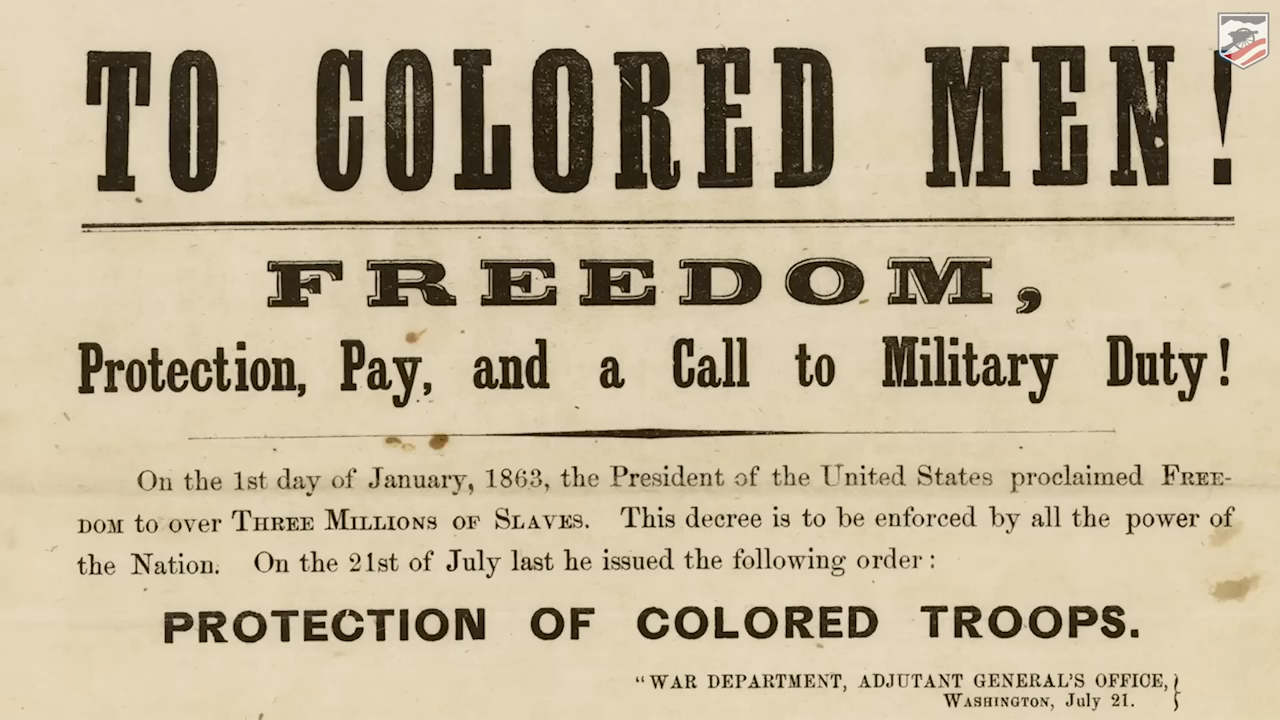 TO COLORED MEN!
FREEDOM,
Protection, Pay, and a Call to Military Duty!
On the 1st day of January, 1863, the President of the United States proclaimed FREE-
DOM to over THREE MILLIONS OF SLAVES. This decree is to be enforced by all the power of
the Nation. On the 21st of July last he issued the following order:
PROTECTION OF COLORED TROOPS.
"WAR DEPARTMENT, ADJUTANT GENERAL'S OFFICE,
WASHINGTON, July 21.